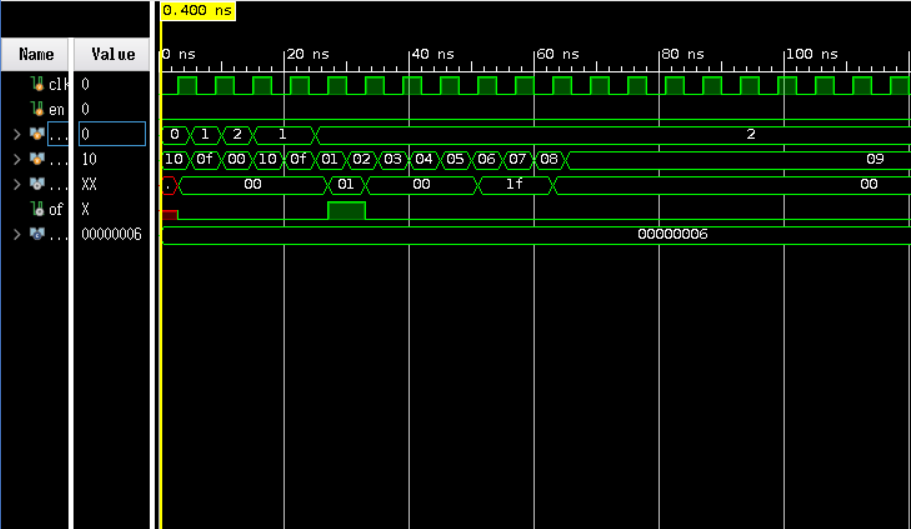 0.400 ns
Name Value 0 ns 20 ns 40 ns 60 ns 80 ns 100 ns
clk 0
en 0
... 0 0 1 2 1 2
... 10 10 0f 00 10 0f 01 02 03 04 05 06 07 08 09
... XX . 00 01 00 1f 00
of X
... 00000006 00000006